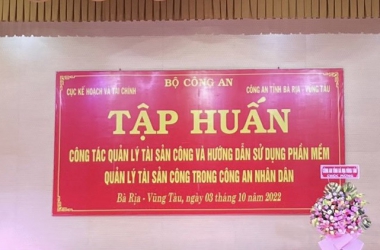 BỘ CÔNG AN
CỤC KẾ HOẠCH VÀ TÀI CHÍNH
CÔNG AN TỈNH BÀ RỊA - VŨNG TÀU
TẬP HUẤN
CÔNG TÁC QUẢN LÝ TÀI SẢN CÔNG VÀ HƯỚNG DẪN SỬ DỤNG PHẦN MỀM
QUẢN LÝ TÀI SẢN CÔNG TRONG CÔNG AN NHÂN DÂN
Bà Rịa - Vũng Tàu, ngày 03 tháng 10 năm 2022